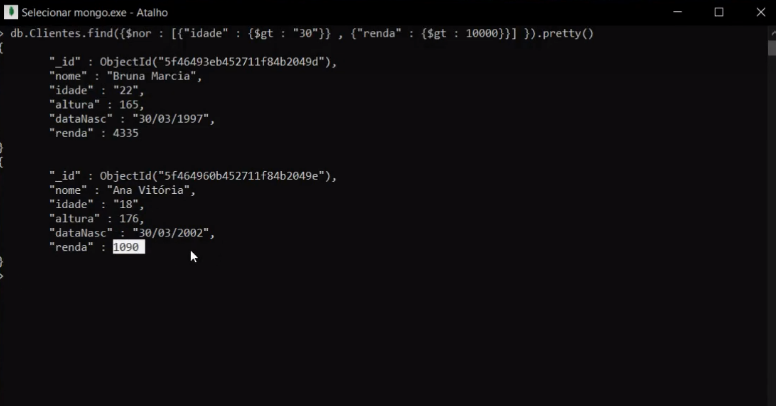 Selecionar mongo.exe - Atalho
> db.Clientes.find({$nor : [{"idade" : {$gt : "30"}} , {"renda" : {$gt : 10000}}] }).pretty()
{
"_id" : ObjectId("5f46493eb452711f84b2049d"),
"nome" : "Bruna Marcia",
"idade" : "22",
"altura" : 165,
"dataNasc" : "30/03/1997",
"renda" : 4335
}
{
"_id" : ObjectId("5f464960b452711f84b2049e"),
"nome" : "Ana Vitória",
"idade" : "18",
"altura" : 176,
"dataNasc" : "30/03/2002",
"renda" : 1090
}
>